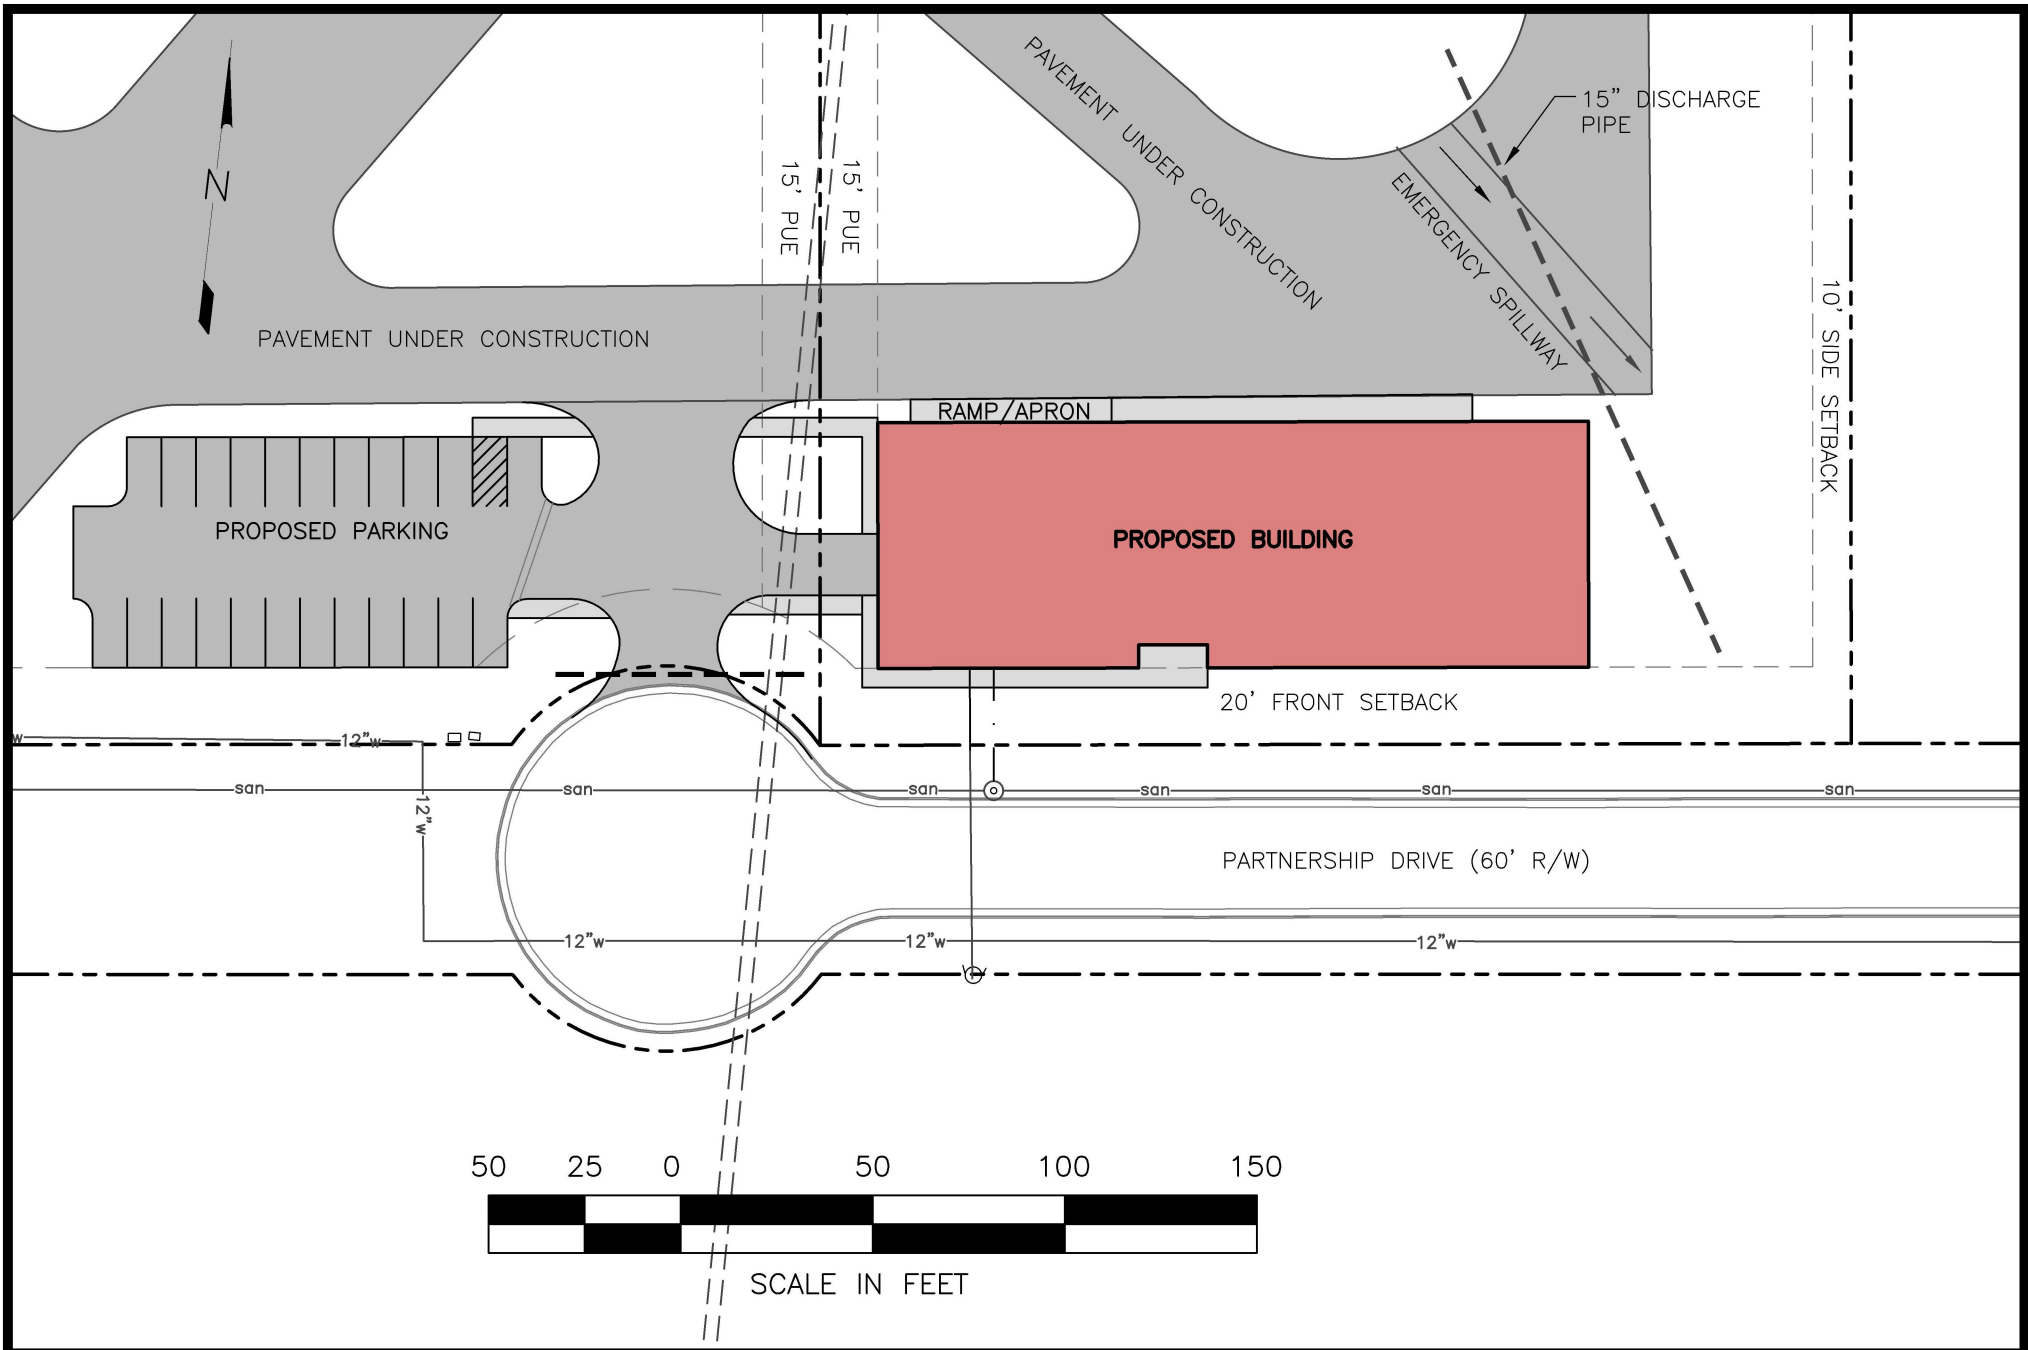 15” DISCHARGE
PIPE
PAVEMENT UNDER CONSTRUCTION
N
15’ PUE
15’ PUE
EMERGENCY SPILLWAY
10’ SIDE SETBACK
PAVEMENT UNDER CONSTRUCTION
RAMP/APRON
PROPOSED PARKING
PROPOSED BUILDING
20’ FRONT SETBACK
w
12”w
san
san
san
san
san
san
12”w
PARTNERSHIP DRIVE (60’ R/W)
12”w
12”w
12”w
50 25 0 50 100 150
SCALE IN FEET